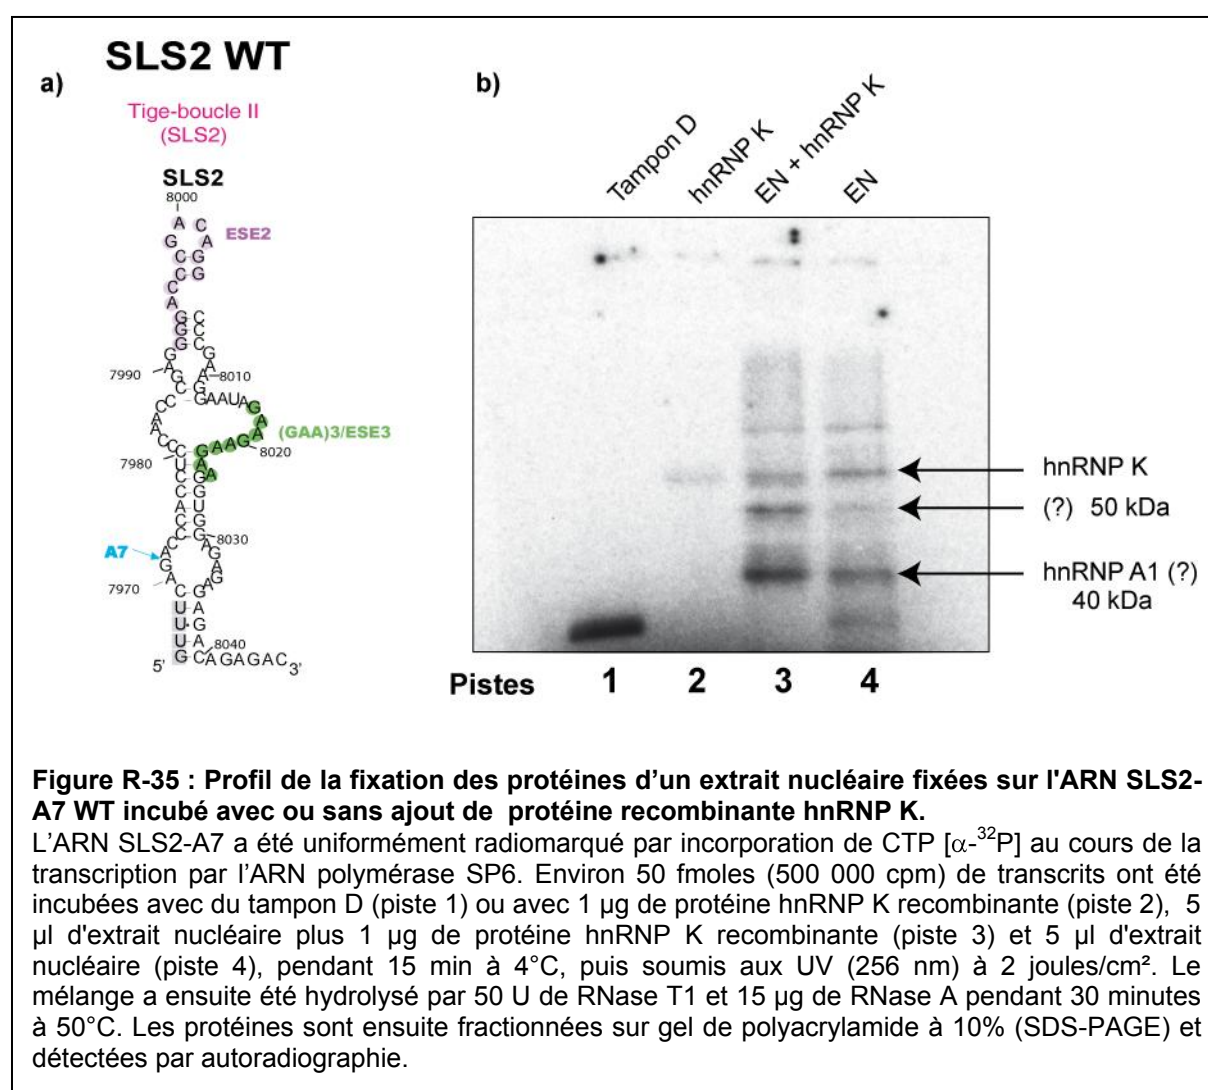 SLS2 WT
a)
Tige-boucle II
(SLS2)
SLS2
8000
ESE2
7990
8010
GAAUA
(GAA)3/ESE3
8020
7980
8030
A7
7970
8040
5'
CAGAGAC
3'
b)
Tampon D
hnRNP K
EN + hnRNP K
EN
hnRNP K
(?) 50 kDa
hnRNP A1 (?)
40 kDa
Pistes 1 2 3 4
Figure R-35 : Profil de la fixation des protéines d'un extrait nucléaire fixées sur l'ARN SLS2-
A7 WT incubé avec ou sans ajout de protéine recombinante hnRNP K.
L'ARN SLS2-A7 a été uniformément radiomarqué par incorporation de CTP [α-³²P] au cours de la
transcription par l'ARN polymérase SP6. Environ 50 fmoles (500 000 cpm) de transcrits ont été
incubées avec du tampon D (piste 1) ou avec 1 µg de protéine hnRNP K recombinante (piste 2), 5
µl d'extrait nucléaire plus 1 µg de protéine hnRNP K recombinante (piste 3) et 5 µl d'extrait
nucléaire (piste 4), pendant 15 min à 4°C, puis soumis aux UV (256 nm) à 2 joules/cm². Le
mélange a ensuite été hydrolysé par 50 U de RNase T1 et 15 µg de RNase A pendant 30 minutes
à 50°C. Les protéines sont ensuite fractionnées sur gel de polyacrylamide à 10% (SDS-PAGE) et
détectées par autoradiographie.